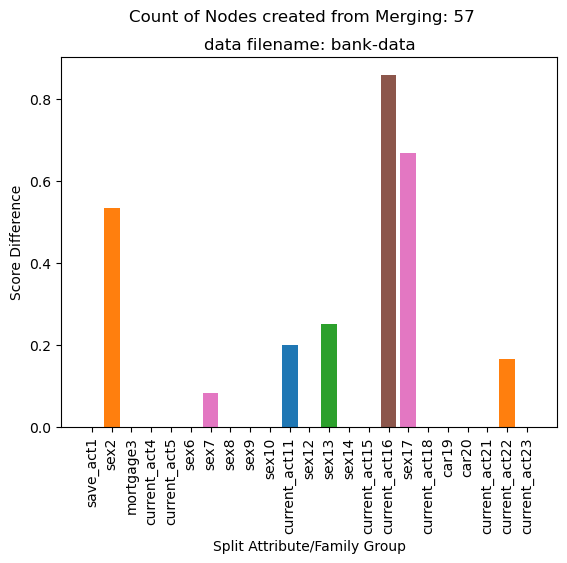 Count of Nodes created from Merging: 57
data filename: bank-data
0.8
0.6
0.4
0.2
0.0
Score Difference
save_act1
sex2
mortgage3
current_act4
current_act5
sex6
sex7
sex8
sex9
sex10
current_act11
sex12
sex13
sex14
current_act15
current_act16
sex17
current_act18
car19
car20
current_act21
current_act22
current_act23
Split Attribute/Family Group